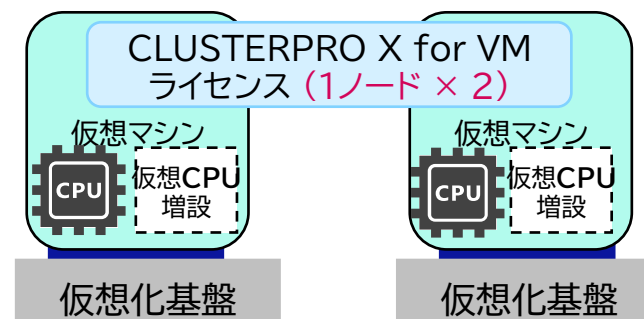 CLUSTERPRO X for VM
ライセンス (1ノード × 2)
仮想マシン
CPU
仮想CPU
増設
仮想化基盤
仮想マシン
CPU
仮想CPU
増設
仮想化基盤